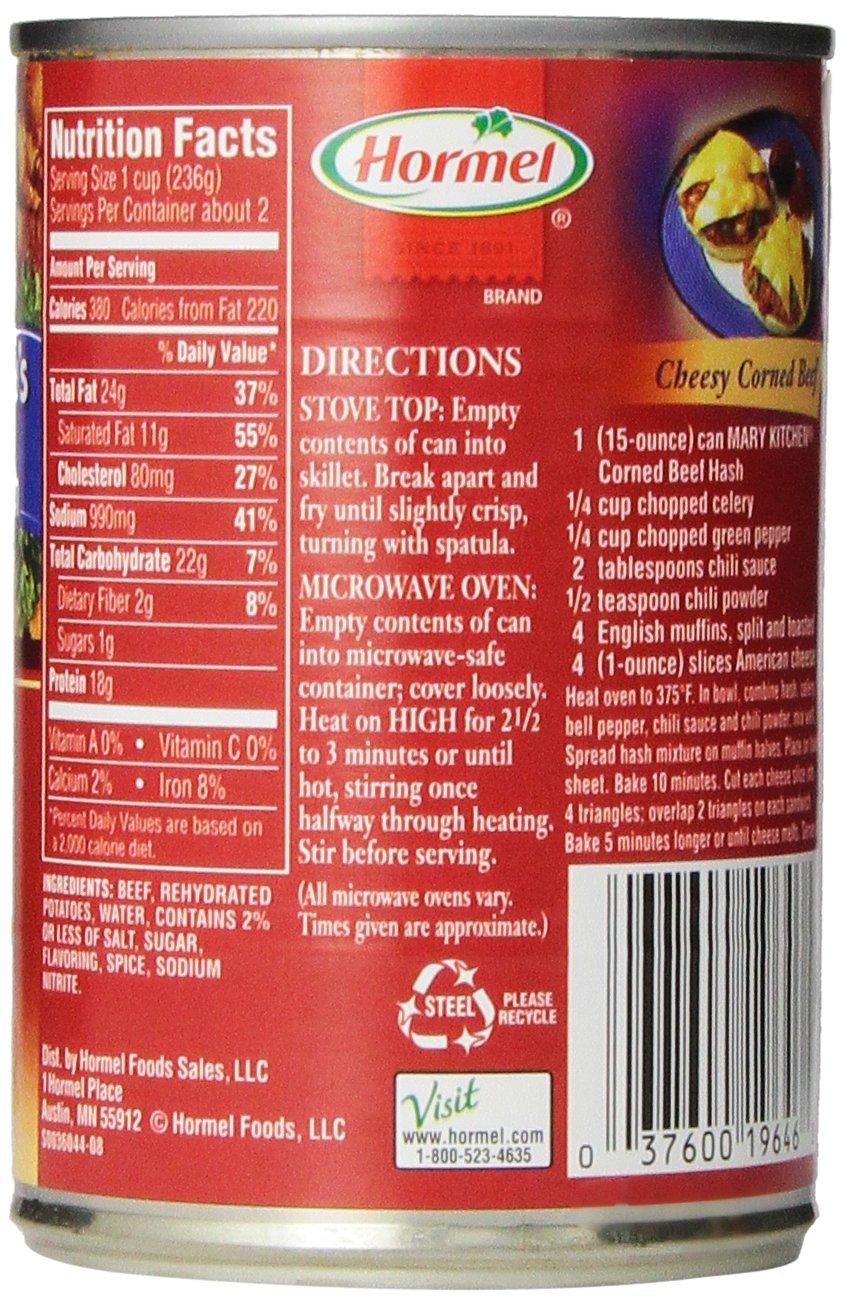 's
Nutrition Facts
Serving Size 1 cup (236g)
Servings Per Container about 2
Amount Per Serving
Calories 380 Calories from Fat 220
% Daily Value*
Total Fat 24g 37%
Saturated Fat 11g 55%
Cholesterol 80mg 27%
Sodium 990mg 41%
Total Carbohydrate 22g 7%
Dietary Fiber 2g 8%
Sugars 1g
Protein 18g
Vitamin A 0% • Vitamin C 0%
Calcium 2% • Iron 8%
*Percent Daily Values are based on
a 2,000 calorie diet.
INGREDIENTS: BEEF, REHYDRATED
POTATOES, WATER, CONTAINS 2%
OR LESS OF SALT, SUGAR,
FLAVORING, SPICE, SODIUM
NITRITE.
Dist. by Hormel Foods Sales, LLC
1 Hormel Place
Austin, MN 55912 © Hormel Foods, LLC
S0836044-08
Hormel
®
SINCE 1891
BRAND
DIRECTIONS
STOVE TOP: Empty
contents of can into
skillet. Break apart and
fry until slightly crisp,
turning with spatula.
MICROWAVE OVEN:
Empty contents of can
into microwave-safe
container; cover loosely.
Heat on HIGH for 2 1/2
to 3 minutes or until
hot, stirring once
halfway through heating.
Stir before serving.
(All microwave ovens vary.
Times given are approximate.)
STEEL
PLEASE
RECYCLE
Visit
www.hormel.com
1-800-523-4635
Cheesy Corned Beef
1 (15-ounce) can MARY KITCHEN
Corned Beef Hash
1/4 cup chopped celery
1/4 cup chopped green pepper
2 tablespoons chili sauce
1/2 teaspoon chili powder
4 English muffins, split and toasted
4 (1-ounce) slices American cheese
Heat oven to 375°F. In bowl, combine hash,
bell pepper, chili sauce and chili powder; mix
Spread hash mixture on muffin halves. Place
sheet. Bake 10 minutes. Cut each cheese slice
4 triangles; overlap 2 triangles on each sandwich
Bake 5 minutes longer or until cheese melts.
0 37600 19646